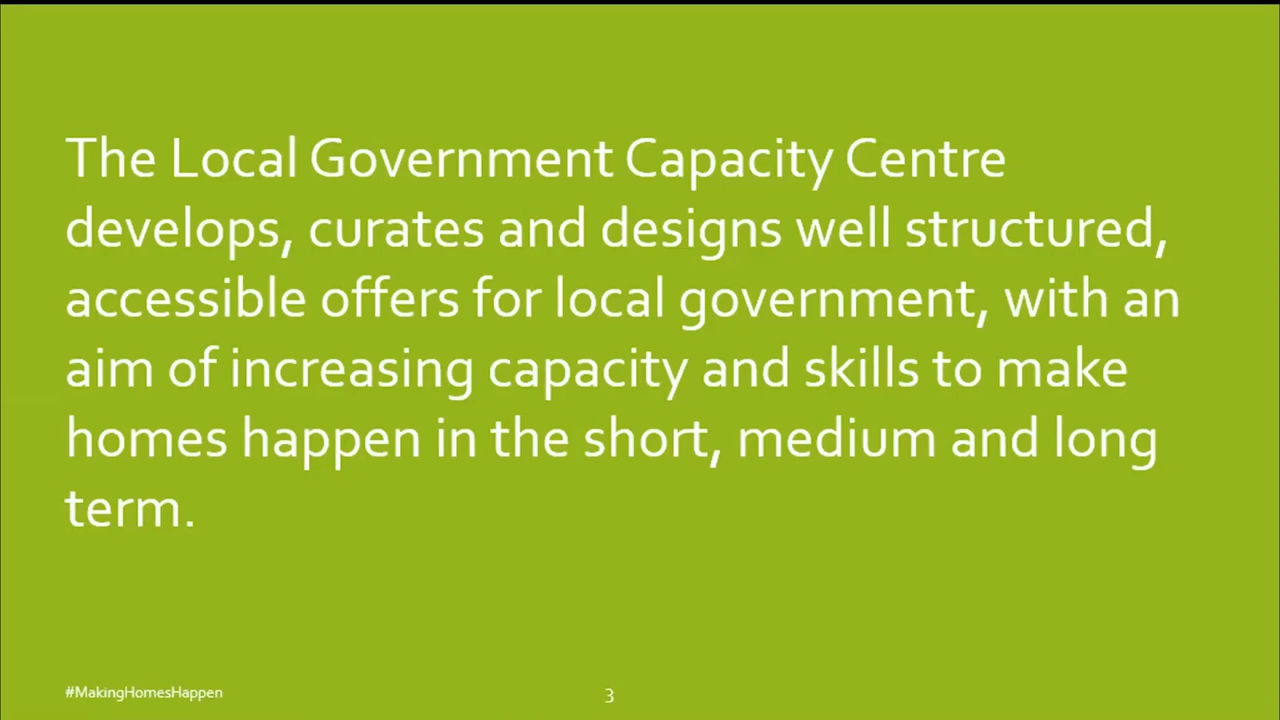 The Local Government Capacity Centre
develops, curates and designs well structured,
accessible offers for local government, with an
aim of increasing capacity and skills to make
homes happen in the short, medium and long
term.
#MakingHomesHappen
3